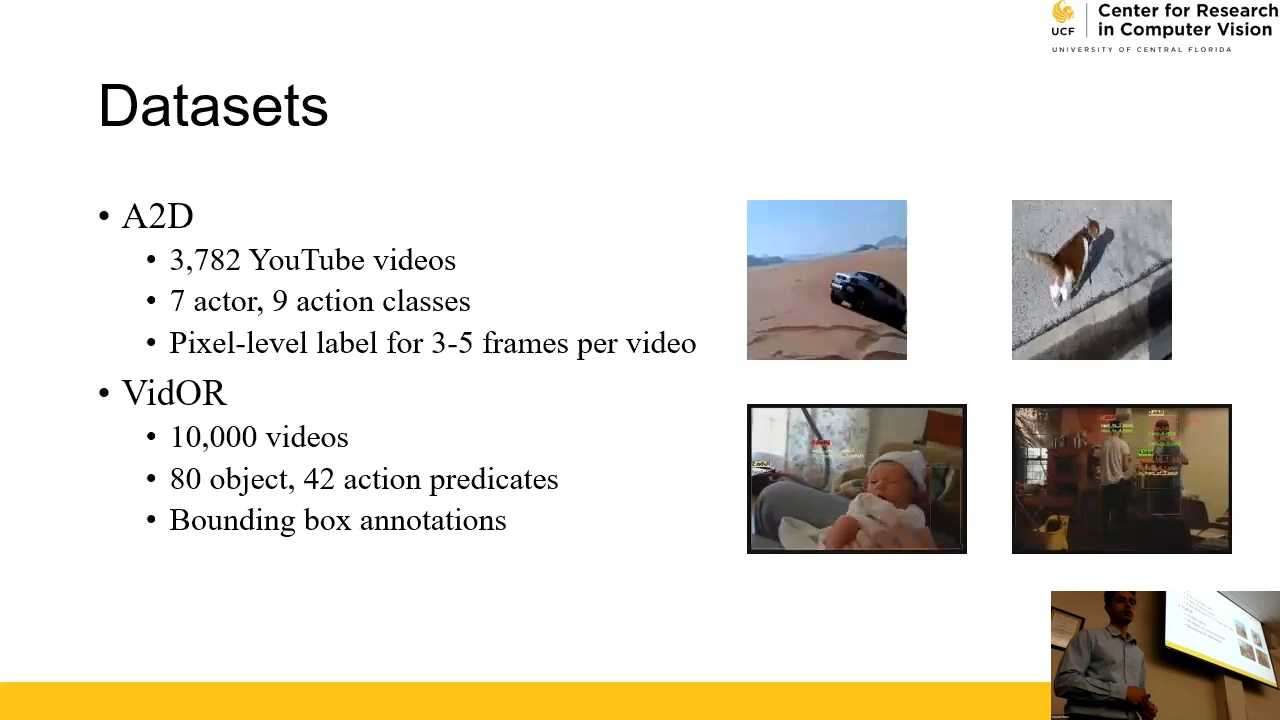 Center for Research
in Computer Vision
UCF
UNIVERSITY OF CENTRAL FLORIDA
Datasets
• A2D
• 3,782 YouTube videos
• 7 actor, 9 action classes
• Pixel-level label for 3-5 frames per video
• VidOR
• 10,000 videos
• 80 object, 42 action predicates
• Bounding box annotations